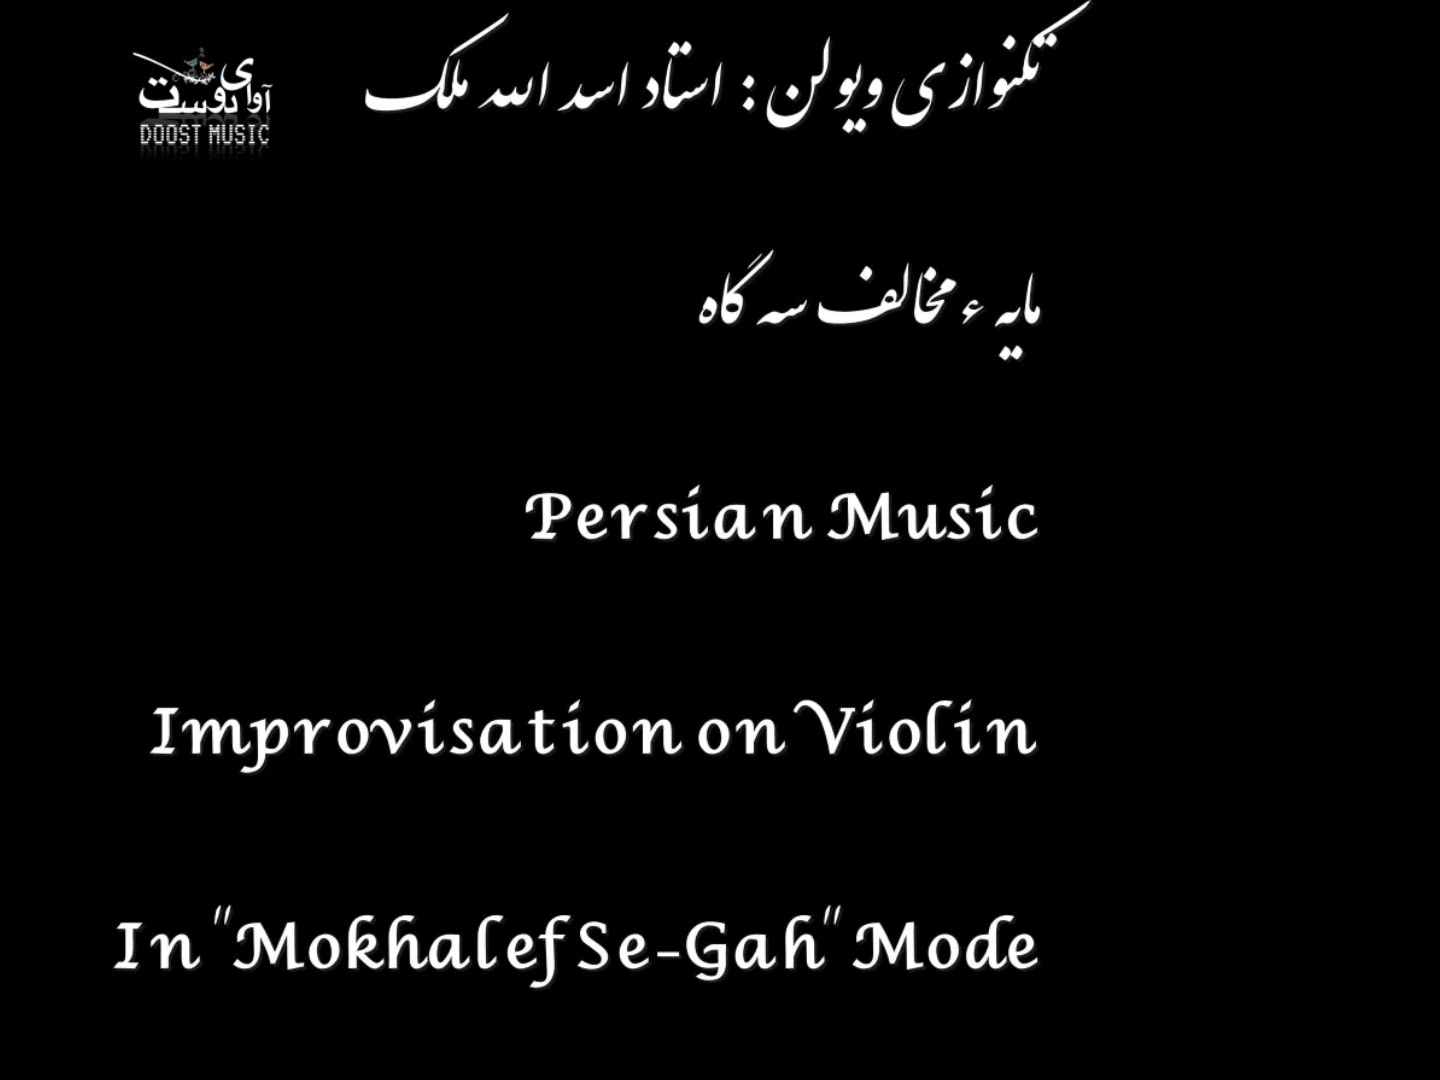 تکنوازی ویولن : استاد اسد الله ملک
آوای دوست
DOOST MUSIC
مایه ء مخالف سه گاه
Persian Music
Improvisation on Violin
In "Mokhalef Se-Gah" Mode